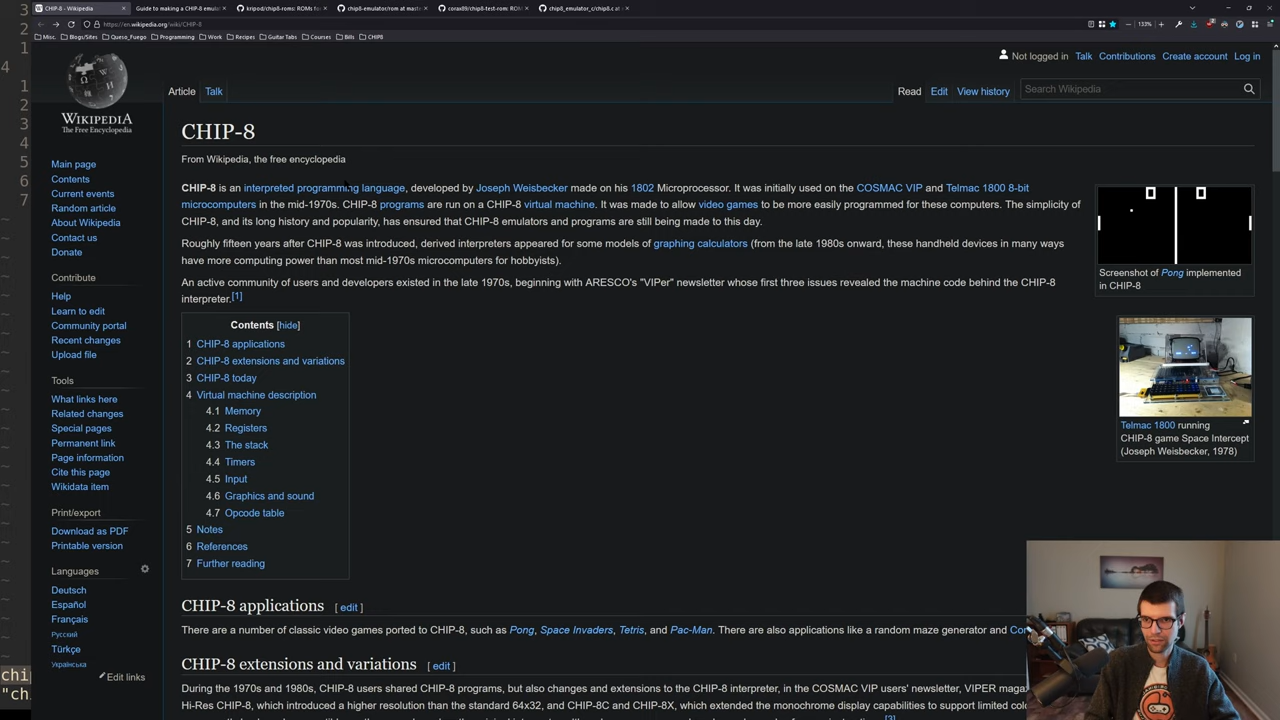 CHIP-8 - Wikipedia
Guide to making a CHIP-8 emul
kripod/chip8-roms: ROMs fo
chip8-emulator/rom at mast
corax89/chip8-test-rom: ROM
chip8_emulator_c/chip8.c at
https://en.wikipedia.org/wiki/CHIP-8
133%
Misc.
Blogs/Sites
Queso_Fuego
Programming
Work
Recipes
Guitar Tabs
Courses
Bills
CHIP8
3
2
1
4
1
2
3
4
5
6
7
Not logged in Talk Contributions Create account Log in
Article Talk
Read Edit View history
Search Wikipedia
WIKIPEDIA
The Free Encyclopedia
Main page
Contents
Current events
Random article
About Wikipedia
Contact us
Donate
Contribute
Help
Learn to edit
Community portal
Recent changes
Upload file
Tools
What links here
Related changes
Special pages
Permanent link
Page information
Cite this page
Wikidata item
Print/export
Download as PDF
Printable version
Languages
Deutsch
Español
Français
Русский
Türkçe
Українська
Edit links
CHIP-8
From Wikipedia, the free encyclopedia
CHIP-8 is an interpreted programming language, developed by Joseph Weisbecker made on his 1802 Microprocessor. It was initially used on the COSMAC VIP and Telmac 1800 8-bit
microcomputers in the mid-1970s. CHIP-8 programs are run on a CHIP-8 virtual machine. It was made to allow video games to be more easily programmed for these computers. The simplicity of
CHIP-8, and its long history and popularity, has ensured that CHIP-8 emulators and programs are still being made to this day.
Roughly fifteen years after CHIP-8 was introduced, derived interpreters appeared for some models of graphing calculators (from the late 1980s onward, these handheld devices in many ways
have more computing power than most mid-1970s microcomputers for hobbyists).
An active community of users and developers existed in the late 1970s, beginning with ARESCO's "VIPer" newsletter whose first three issues revealed the machine code behind the CHIP-8
interpreter.[1]
Screenshot of Pong implemented
in CHIP-8
Telmac 1800 running
CHIP-8 game Space Intercept
(Joseph Weisbecker, 1978)
Contents [hide]
1 CHIP-8 applications
2 CHIP-8 extensions and variations
3 CHIP-8 today
4 Virtual machine description
4.1 Memory
4.2 Registers
4.3 The stack
4.4 Timers
4.5 Input
4.6 Graphics and sound
4.7 Opcode table
5 Notes
6 References
7 Further reading
CHIP-8 applications [ edit ]
There are a number of classic video games ported to CHIP-8, such as Pong, Space Invaders, Tetris, and Pac-Man. There are also applications like a random maze generator and Con
CHIP-8 extensions and variations [ edit ]
During the 1970s and 1980s, CHIP-8 users shared CHIP-8 programs, but also changes and extensions to the CHIP-8 interpreter, in the COSMAC VIP users' newsletter, VIPER maga
Hi-Res CHIP-8, which introduced a higher resolution than the standard 64x32, and CHIP-8C and CHIP-8X, which extended the monochrome display capabilities to support limited colo
[3]
chip
"ch